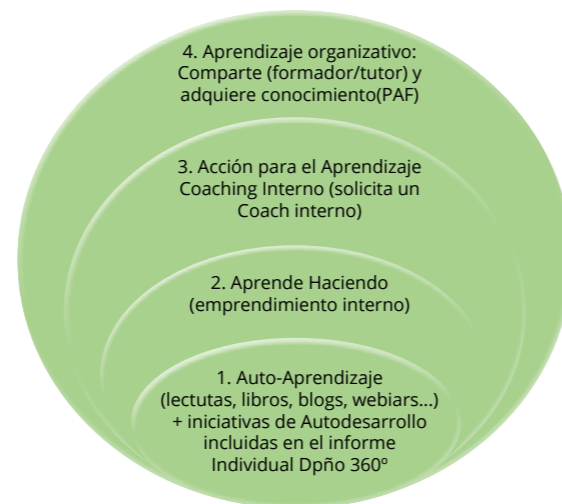 4. Aprendizaje organizativo:
Comparte (formador/tutor) y
adquiere conocimiento(PAF)
3. Acción para el Aprendizaje
Coaching Interno (solicita un
Coach interno)
2. Aprende Haciendo
(emprendimiento interno)
1. Auto-Aprendizaje
(lectutas, libros, blogs, webiars...)
+ iniciativas de Autodesarrollo
incluidas en el informe
Individual Dpño 360º